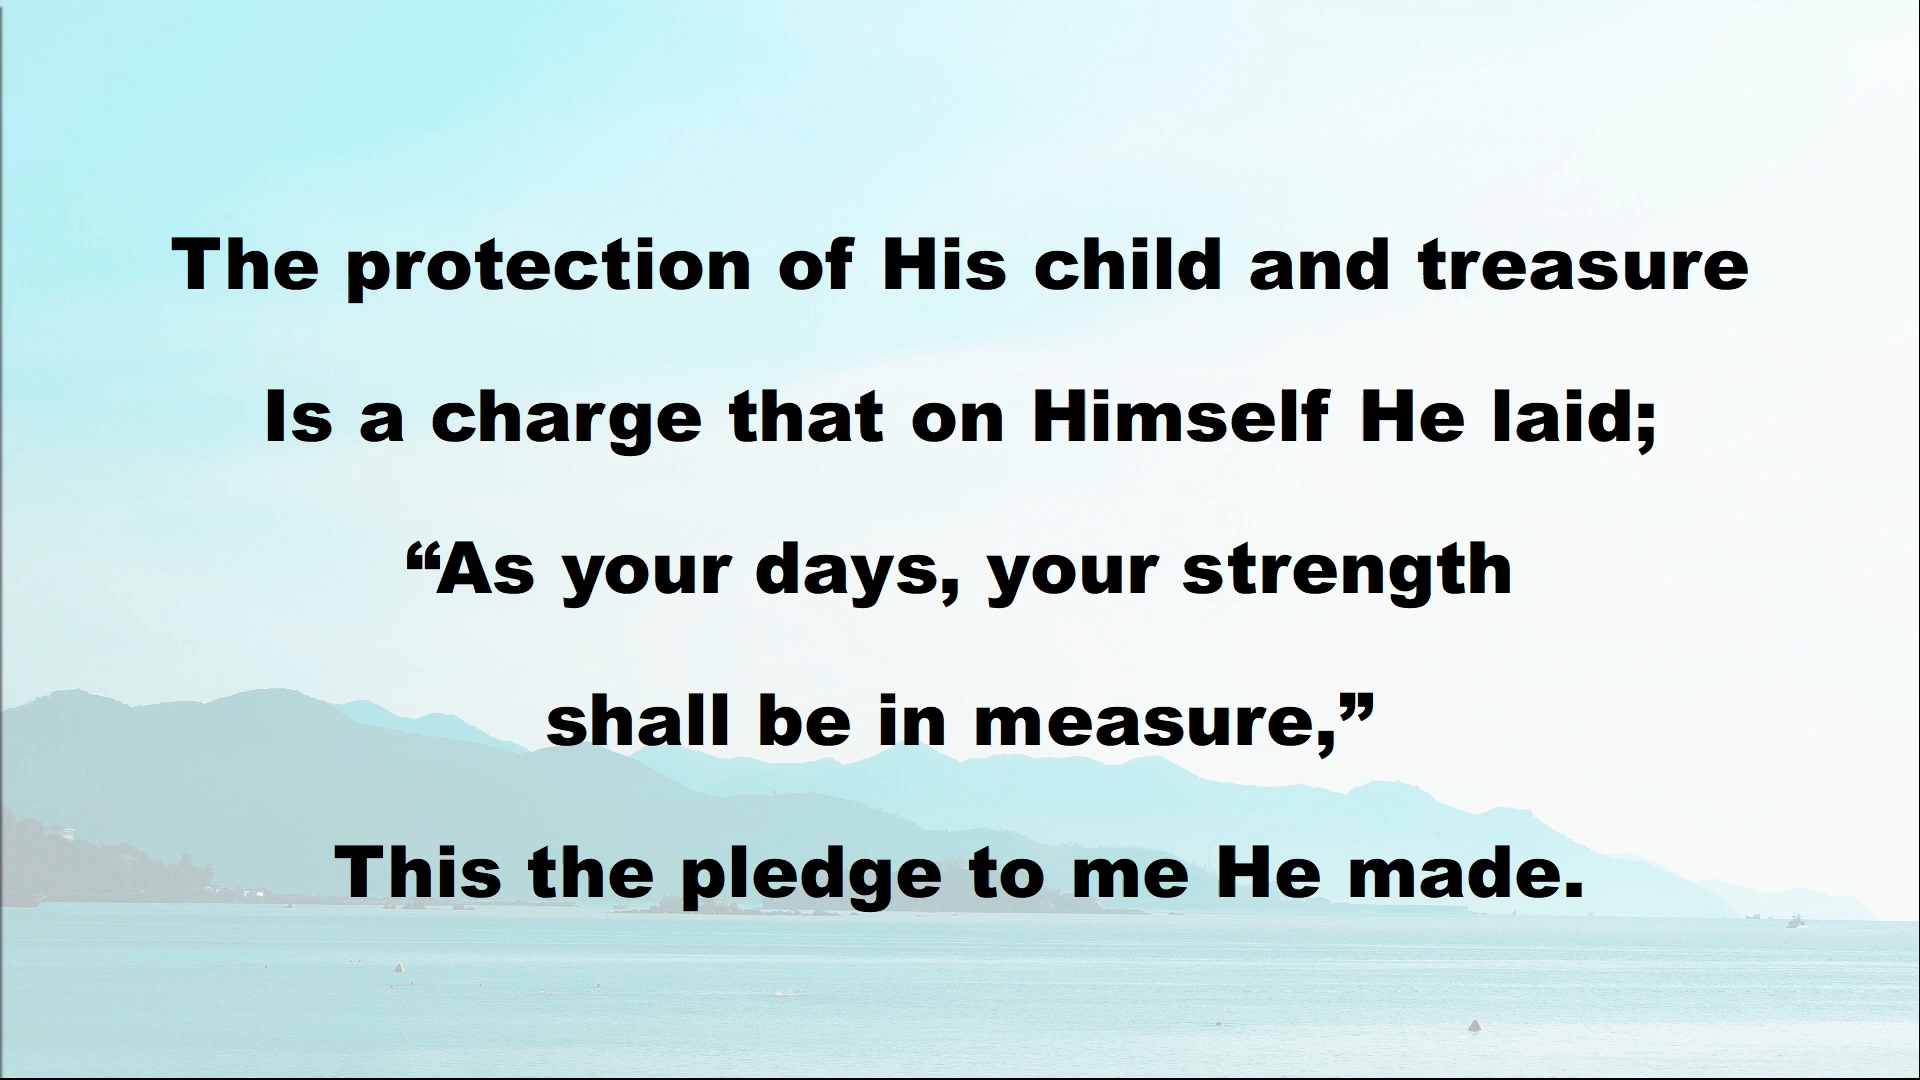 The protection of His child and treasure
Is a charge that on Himself He laid;
“As your days, your strength
shall be in measure,”
This the pledge to me He made.